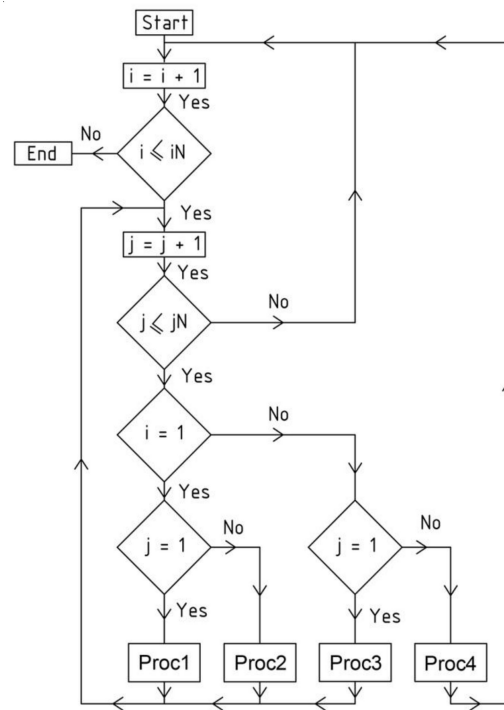 Start
i = i + 1
Yes
No
End
i ⩽ iN
Yes
j = j + 1
Yes
No
j ⩽ jN
Yes
No
i = 1
Yes
No
No
j = 1
j = 1
Yes
Yes
Proc1
Proc2
Proc3
Proc4